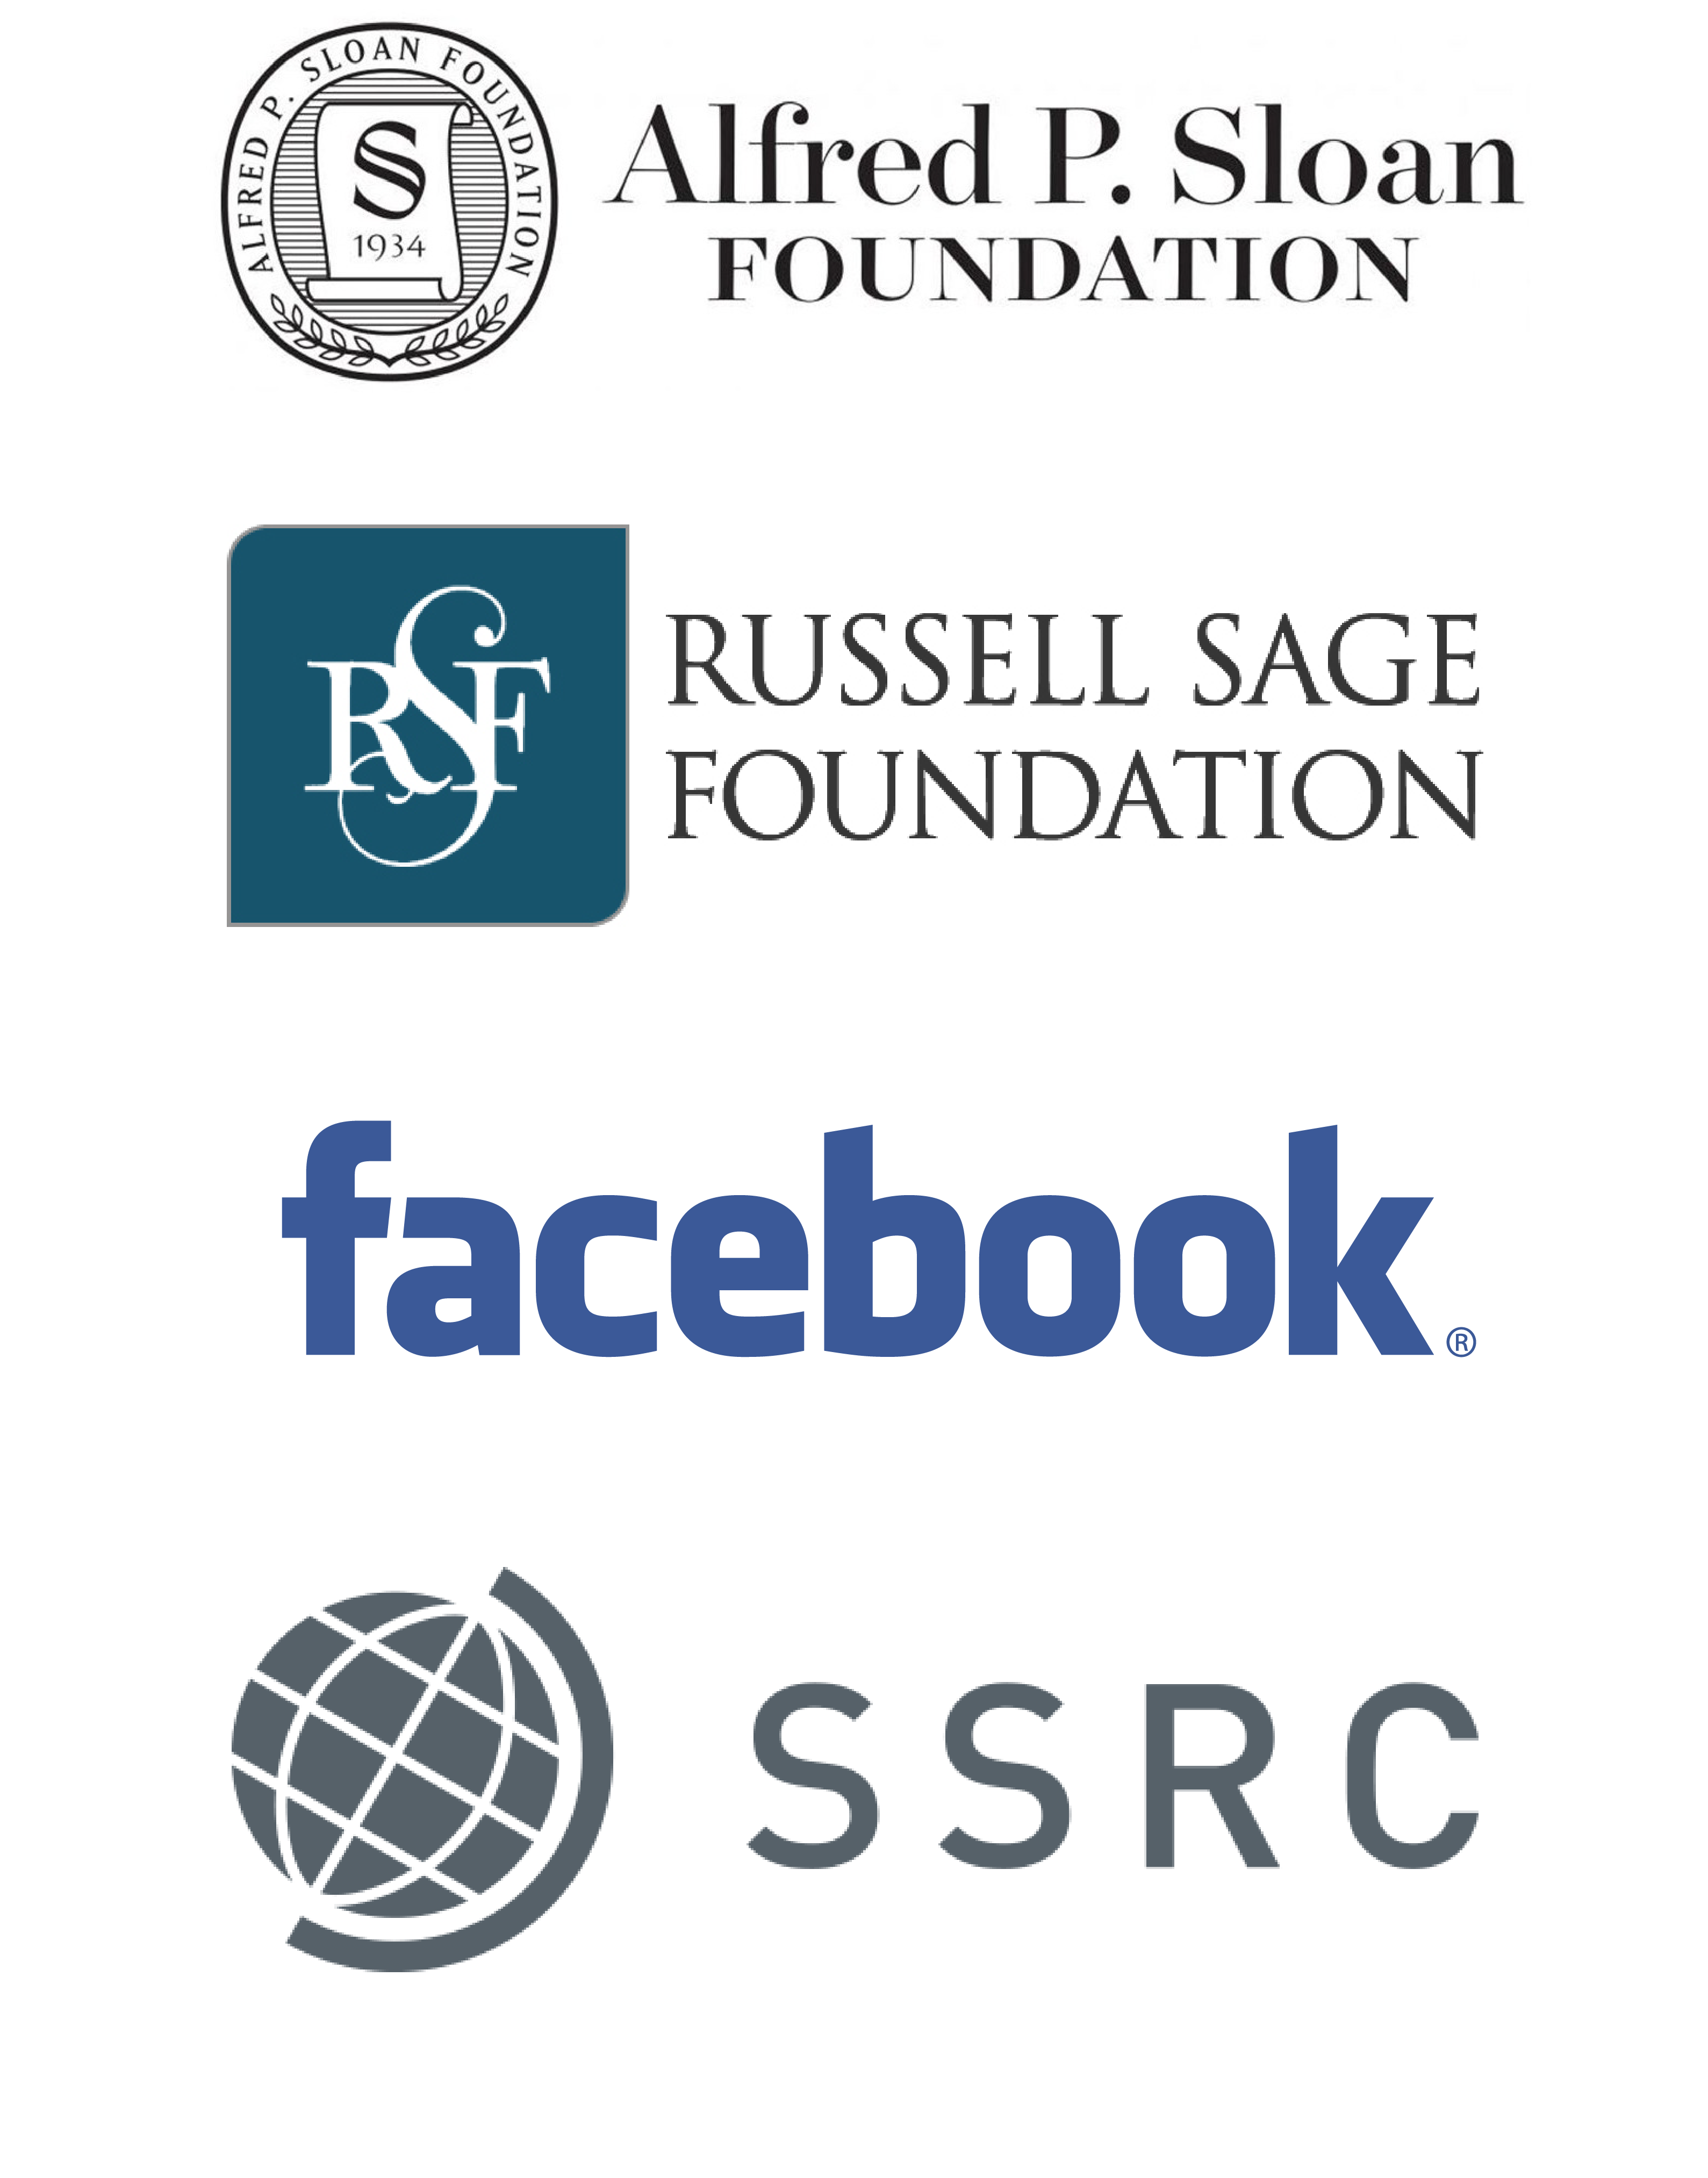 ALFRED P. SLOAN FOUNDATION
S
1934
Alfred P. Sloan
FOUNDATION
RSF
RUSSELL SAGE
FOUNDATION
facebook®
SSRC